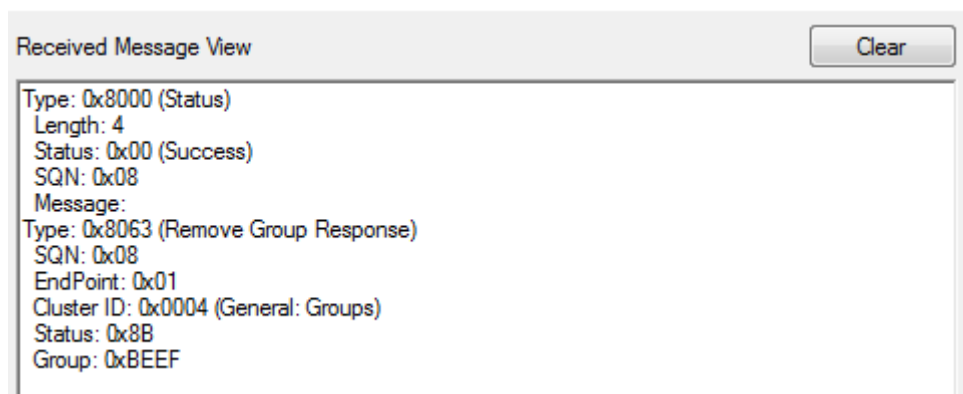 Received Message View
Clear
Type: 0x8000 (Status)
Length: 4
Status: 0x00 (Success)
SQN: 0x08
Message:
Type: 0x8063 (Remove Group Response)
SQN: 0x08
EndPoint: 0x01
Cluster ID: 0x0004 (General: Groups)
Status: 0x8B
Group: 0xBEEF